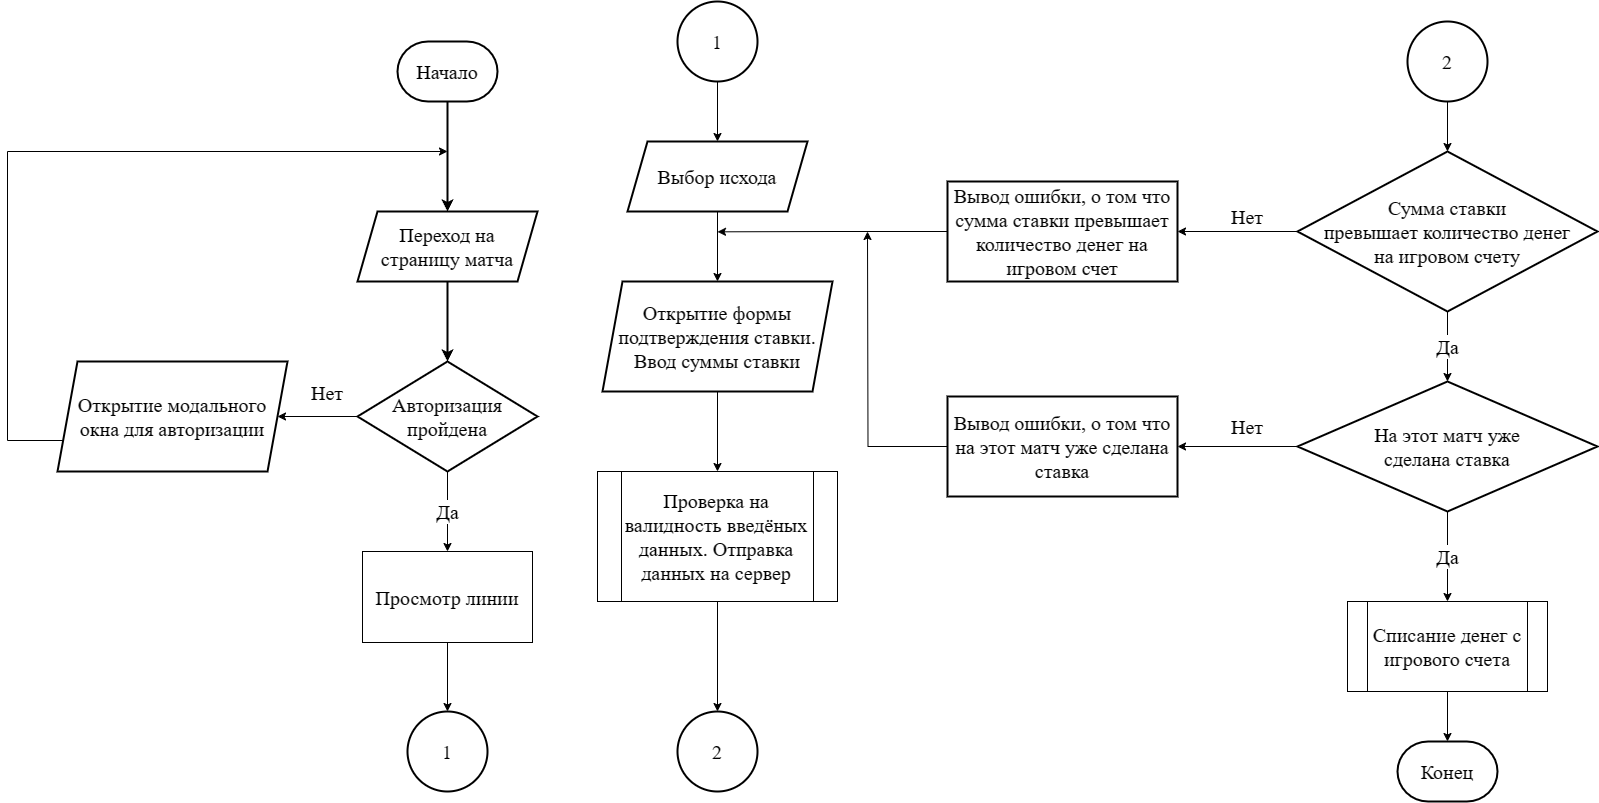 Начало
Переход на
страницу матча
Авторизация
пройдена
Нет
Открытие модального
окна для авторизации
Да
Просмотр линии
1
1
Выбор исхода
Открытие формы
подтверждения ставки.
Ввод суммы ставки
Проверка на
валидность введёных
данных. Отправка
данных на сервер
2
2
Сумма ставки
превышает количество денег
на игровом счету
Нет
Вывод ошибки, о том что
сумма ставки превышает
количество денег на
игровом счет
Да
На этот матч уже
сделана ставка
Нет
Вывод ошибки, о том что
на этот матч уже сделана
ставка
Да
Списание денег с
игрового счета
Конец